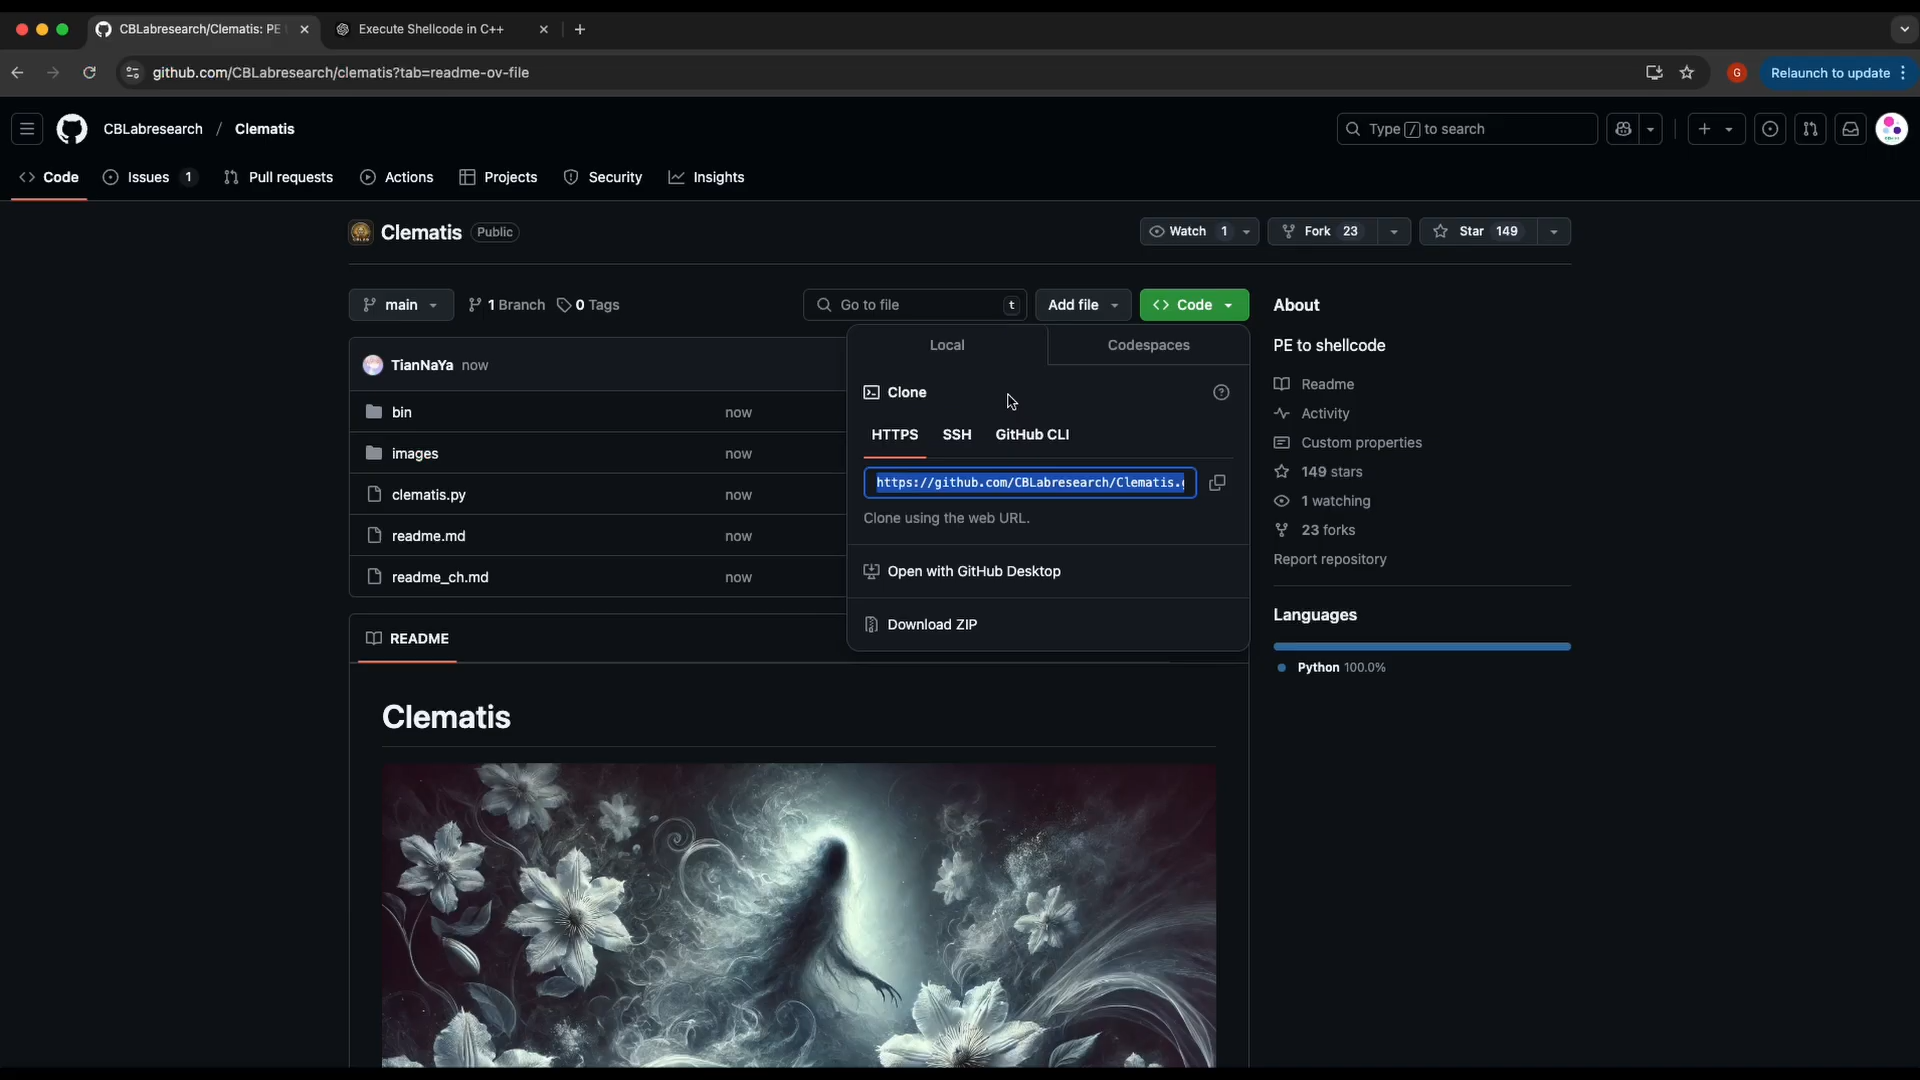 CBLabresearch/Clematis: PE
Execute Shellcode in C++
github.com/CBLabresearch/clematis?tab=readme-ov-file
G
Relaunch to update
CBLabresearch / Clematis
Type / to search
Code
Issues 1
Pull requests
Actions
Projects
Security
Insights
Clematis Public
Watch 1
Fork 23
Star 149
main
1 Branch
0 Tags
Go to file t
Add file
Code
Local
Codespaces
Clone
HTTPS
SSH
GitHub CLI
https://github.com/CBLabresearch/Clematis.g
Clone using the web URL.
Open with GitHub Desktop
Download ZIP
TianNaYa now
bin now
images now
clematis.py now
readme.md now
readme_ch.md now
README
Clematis
About
PE to shellcode
Readme
Activity
Custom properties
149 stars
1 watching
23 forks
Report repository
Languages
Python 100.0%